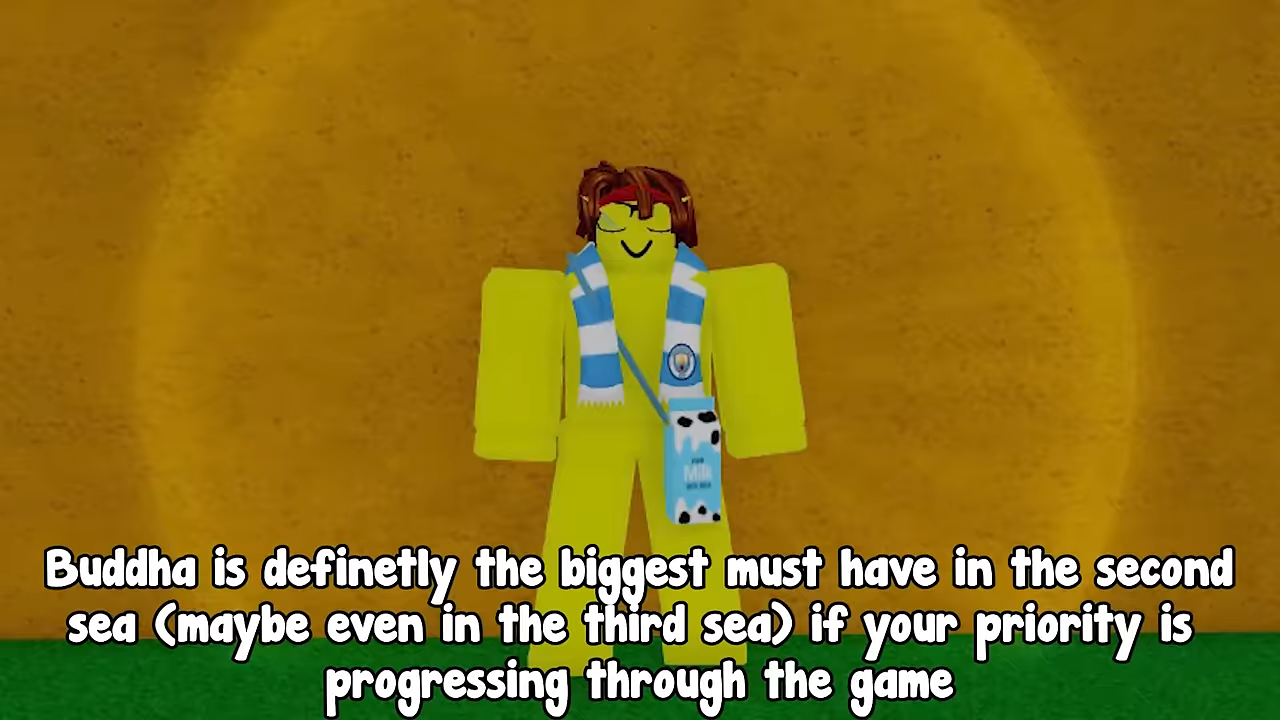 Milk
Buddha is definetly the biggest must have in the second
sea (maybe even in the third sea) if your priority is
progressing through the game